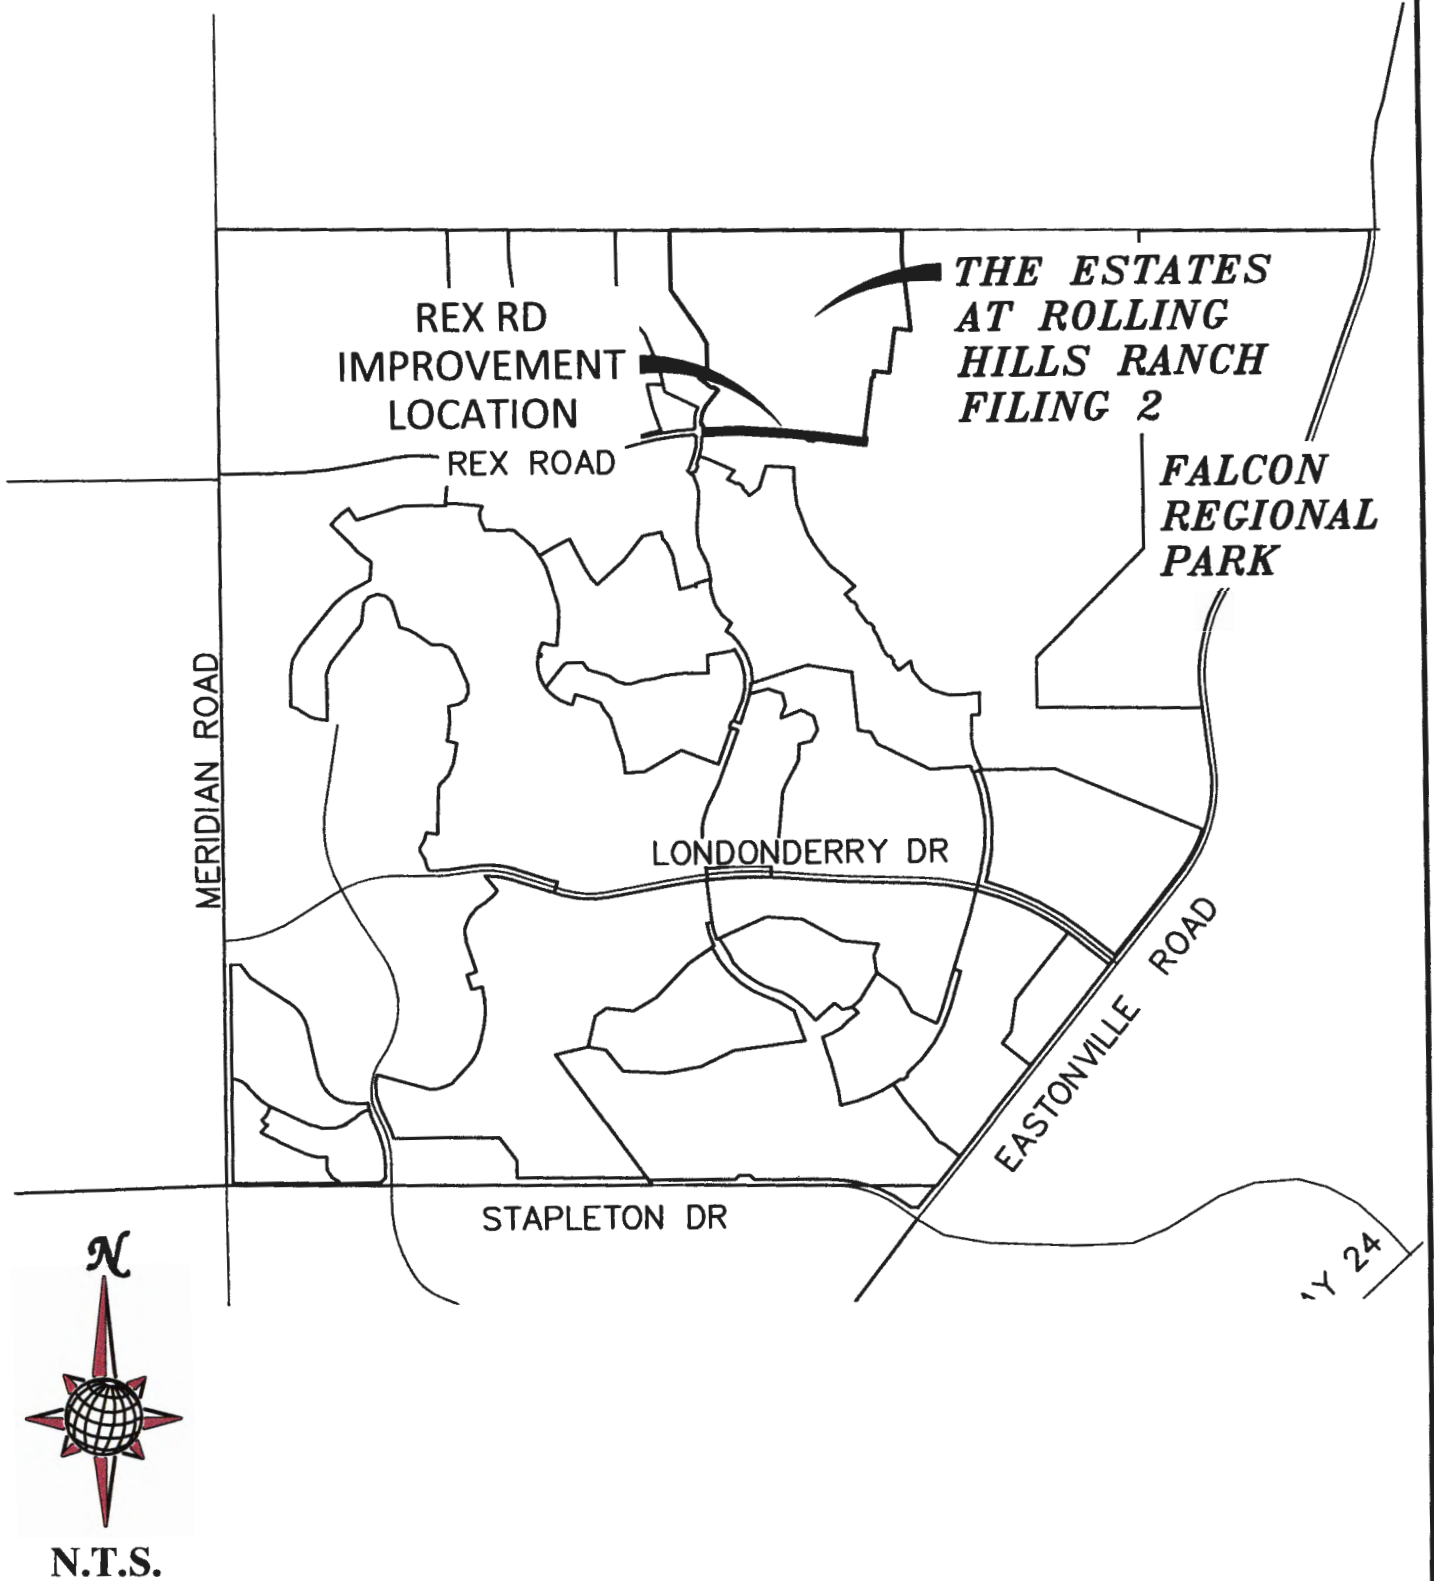 THE ESTATES
AT ROLLING
HILLS RANCH
FILING 2
REX RD
IMPROVEMENT
LOCATION
REX ROAD
FALCON
REGIONAL
PARK
MERIDIAN ROAD
LONDONDERRY DR
EASTONVILLE ROAD
STAPLETON DR
24
N
N.T.S.